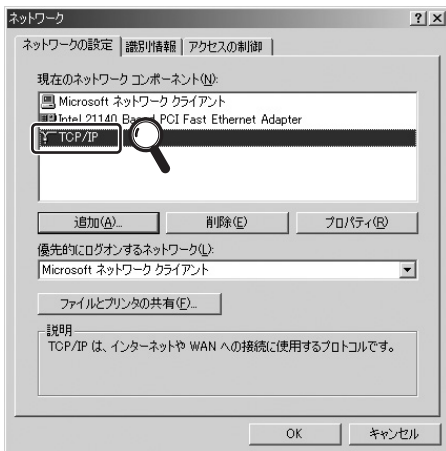 ネットワーク
ネットワークの設定 識別情報 アクセスの制御
現在のネットワーク コンポーネント(N):
Microsoft ネットワーク クライアント
Intel 21140 Based PCI Fast Ethernet Adapter
TCP/IP
追加(A)... 削除(E) プロパティ(R)
優先的にログオンするネットワーク(L):
Microsoft ネットワーク クライアント
ファイルとプリンタの共有(F)...
説明
TCP/IP は、インターネットや WAN への接続に使用するプロトコルです。
OK キャンセル